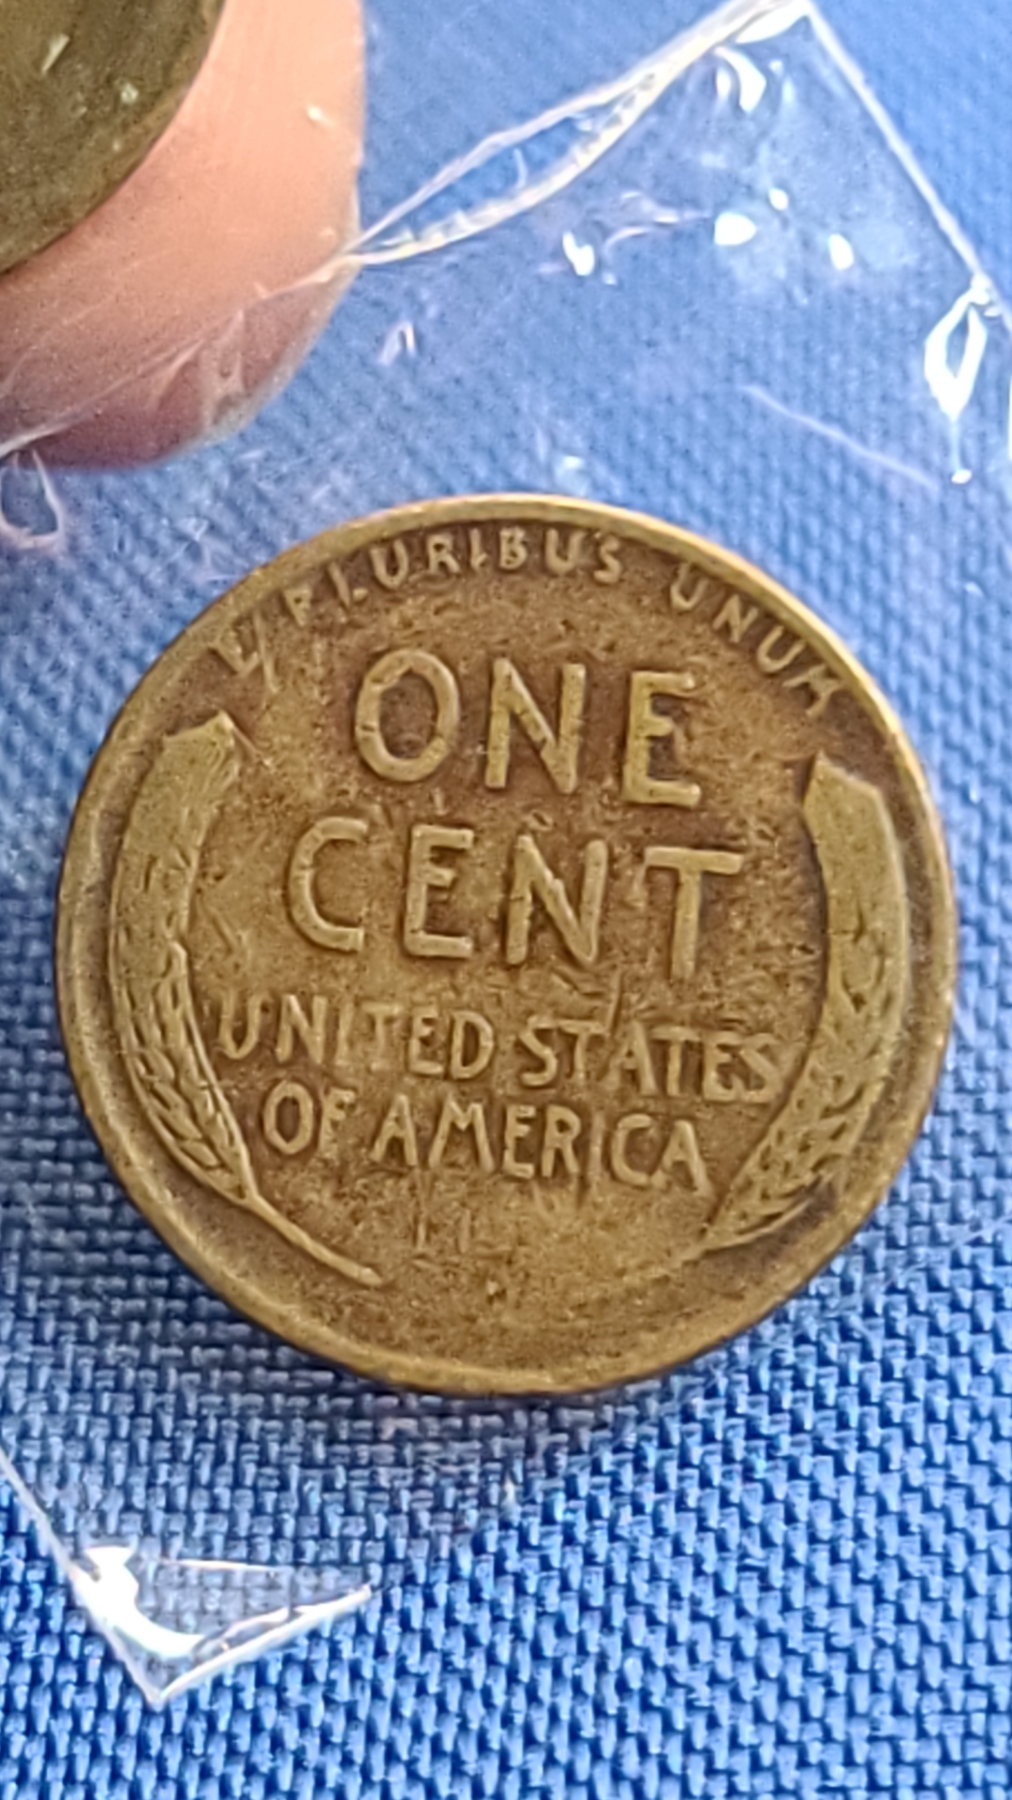 E PLURIBUS UNUM
ONE
CENT
UNITED STATES
OF AMERICA